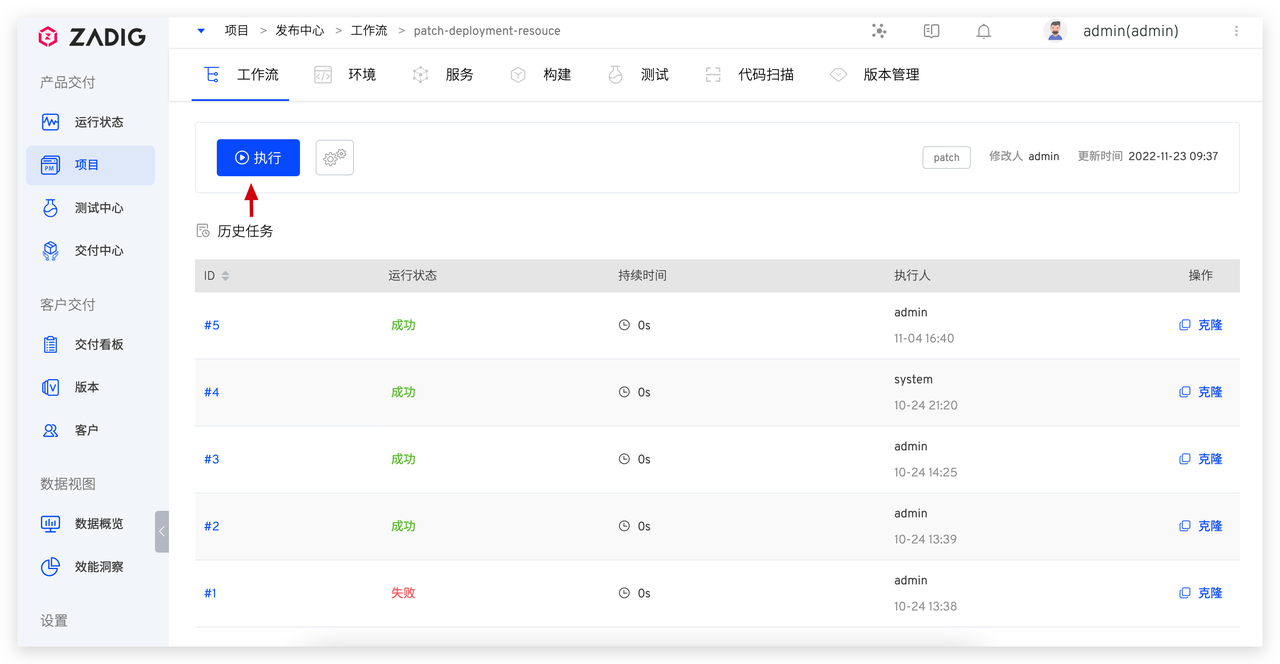 ZADIG
项目 > 发布中心 > 工作流 > patch-deployment-resouce
admin(admin)
产品交付
运行状态
项目
测试中心
交付中心
客户交付
交付看板
版本
客户
数据视图
数据概览
效能洞察
设置
工作流 环境 服务 构建 测试 代码扫描 版本管理
执行
patch 修改人 admin 更新时间 2022-11-23 09:37
历史任务
ID 运行状态 持续时间 执行人 操作
#5 成功 0s admin 克隆
11-04 16:40
#4 成功 0s system 克隆
10-24 21:20
#3 成功 0s admin 克隆
10-24 14:25
#2 成功 0s admin 克隆
10-24 13:39
#1 失败 0s admin 克隆
10-24 13:38